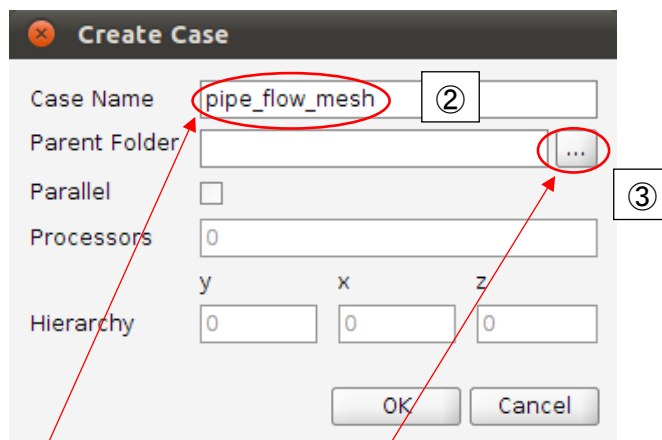 Create Case
Case Name pipe_flow_mesh ②
Parent Folder ...
③
Parallel
Processors 0
y x z
Hierarchy 0 0 0
OK Cancel